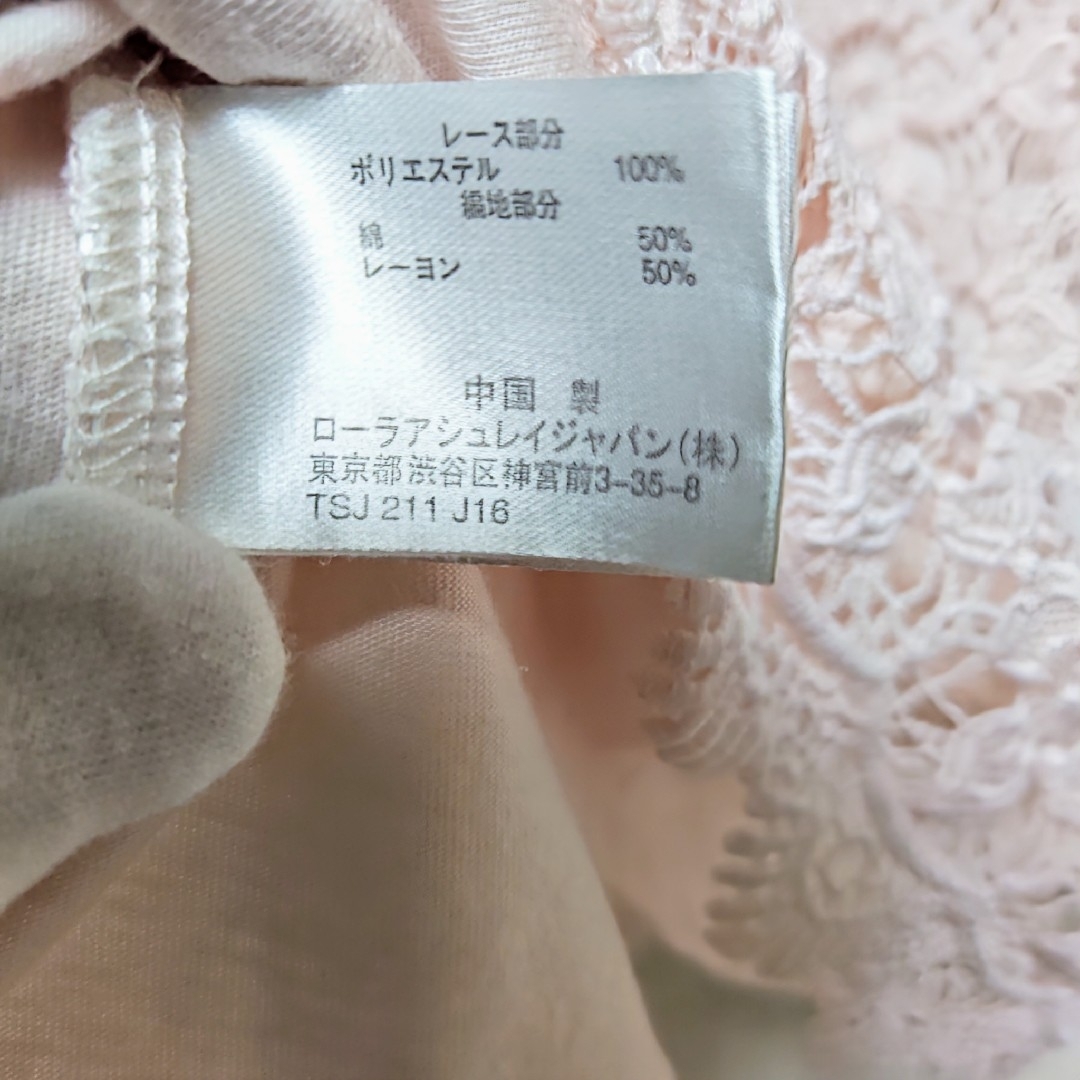 レース部分
ポリエステル 100%
編地部分
綿 50%
レーヨン 50%
中国 製
ローラアシュレイジャパン(株)
東京都渋谷区神宮前3-35-8
TSJ 211 J16